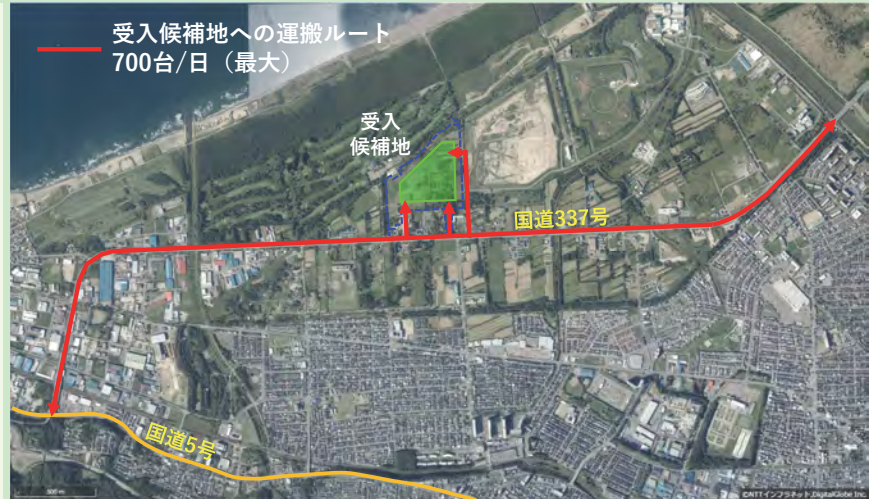 受入候補地への運搬ルート
700台/日（最大）
受入
候補地
国道337号
国道5号
500 m
©NTTインフラネット,DigitalGlobe Inc.